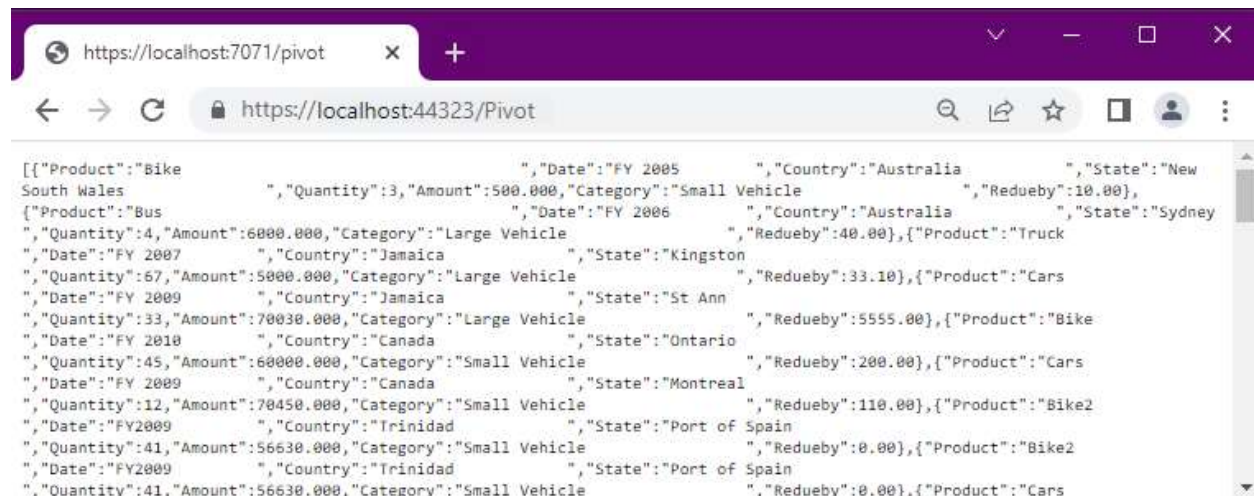 https://localhost:7071/pivot
https://localhost:44323/Pivot
[{"Product":"Bike ","Date":"FY 2005 ","Country":"Australia ","State":"New
South Wales ","Quantity":3,"Amount":500.000,"Category":"Small Vehicle ","Redueby":10.00},
{"Product":"Bus ","Date":"FY 2006 ","Country":"Australia ","State":"Sydney
","Quantity":4,"Amount":6000.000,"Category":"Large Vehicle ","Redueby":40.00},{"Product":"Truck
","Date":"FY 2007 ","Country":"Jamaica ","State":"Kingston
","Quantity":67,"Amount":5000.000,"Category":"Large Vehicle ","Redueby":33.10},{"Product":"Cars
","Date":"FY 2009 ","Country":"Jamaica ","State":"St Ann
","Quantity":33,"Amount":70030.000,"Category":"Large Vehicle ","Redueby":5555.00},{"Product":"Bike
","Date":"FY 2010 ","Country":"Canada ","State":"Ontario
","Quantity":45,"Amount":60000.000,"Category":"Small Vehicle ","Redueby":200.00},{"Product":"Cars
","Date":"FY 2009 ","Country":"Canada ","State":"Montreal
","Quantity":12,"Amount":70450.000,"Category":"Small Vehicle ","Redueby":110.00},{"Product":"Bike2
","Date":"FY2009 ","Country":"Trinidad ","State":"Port of Spain
","Quantity":41,"Amount":56630.000,"Category":"Small Vehicle ","Redueby":0.00},{"Product":"Bike2
","Date":"FY2009 ","Country":"Trinidad ","State":"Port of Spain
","Quantity":41,"Amount":56630.000,"Category":"Small Vehicle ","Redueby":0.00},{"Product":"Cars